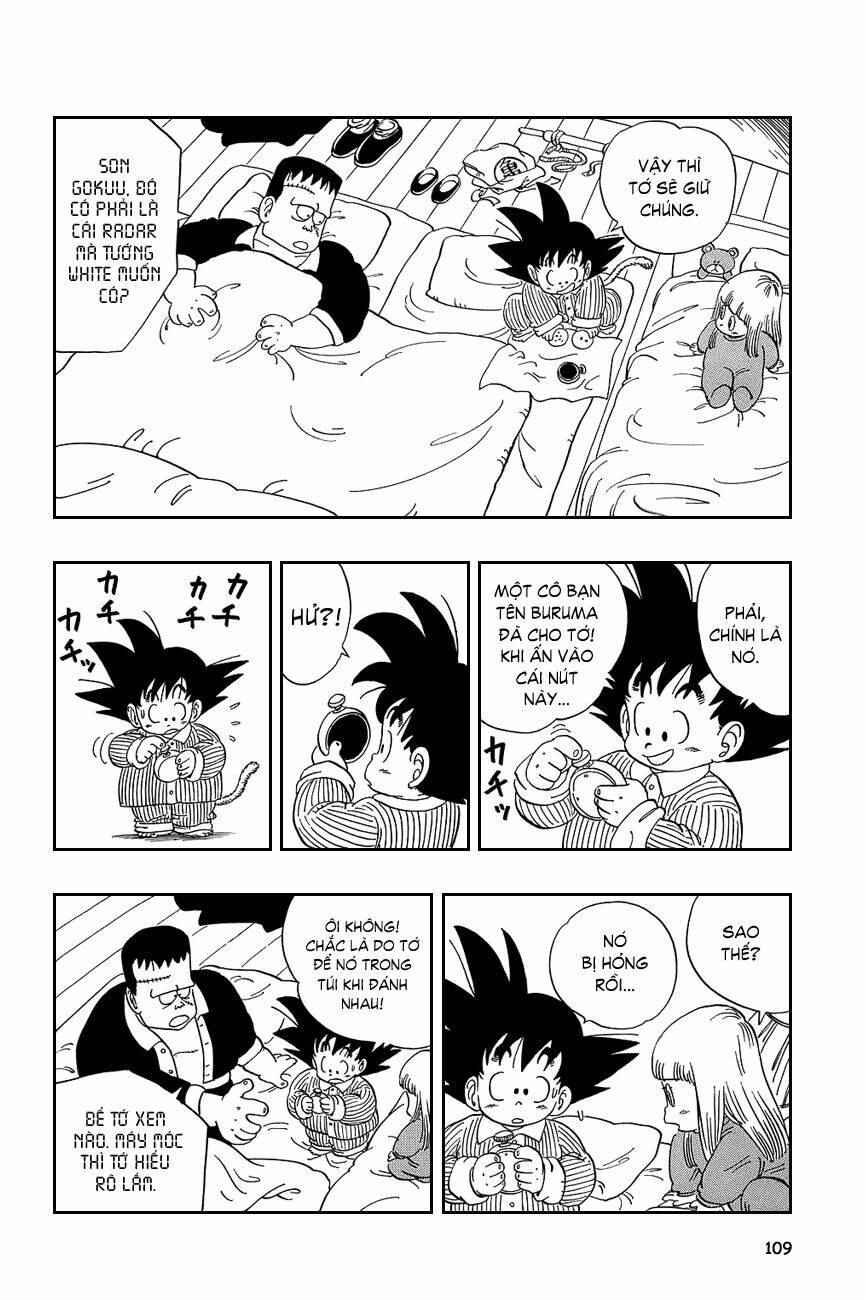 VẬY THÌ
TỚ SẼ GIỮ
CHÚNG.
亀
SON
GOKUU, ĐÓ
CÓ PHẢI LÀ
CÁI RADAR
MÀ TƯỚNG
WHITE MUỐN
CÓ?
PHẢI,
CHÍNH LÀ
NÓ.
MỘT CÔ BẠN
TÊN BURUMA
ĐÃ CHO TỚ!
KHI ẤN VÀO
CÁI NÚT
NÀY...
カチッ
HỨ?!
カチ
カチ
カチ
カチッ
SAO
THẾ?
NÓ
BỊ HỎNG
RỒI...
ÔI KHÔNG!
CHẮC LÀ DO TỚ
ĐỂ NÓ TRONG
TÚI KHI ĐÁNH
NHAU!
ĐỂ TỚ XEM
NÀO. MÁY MÓC
THÌ TỚ HIỂU
RÕ LẮM.
109